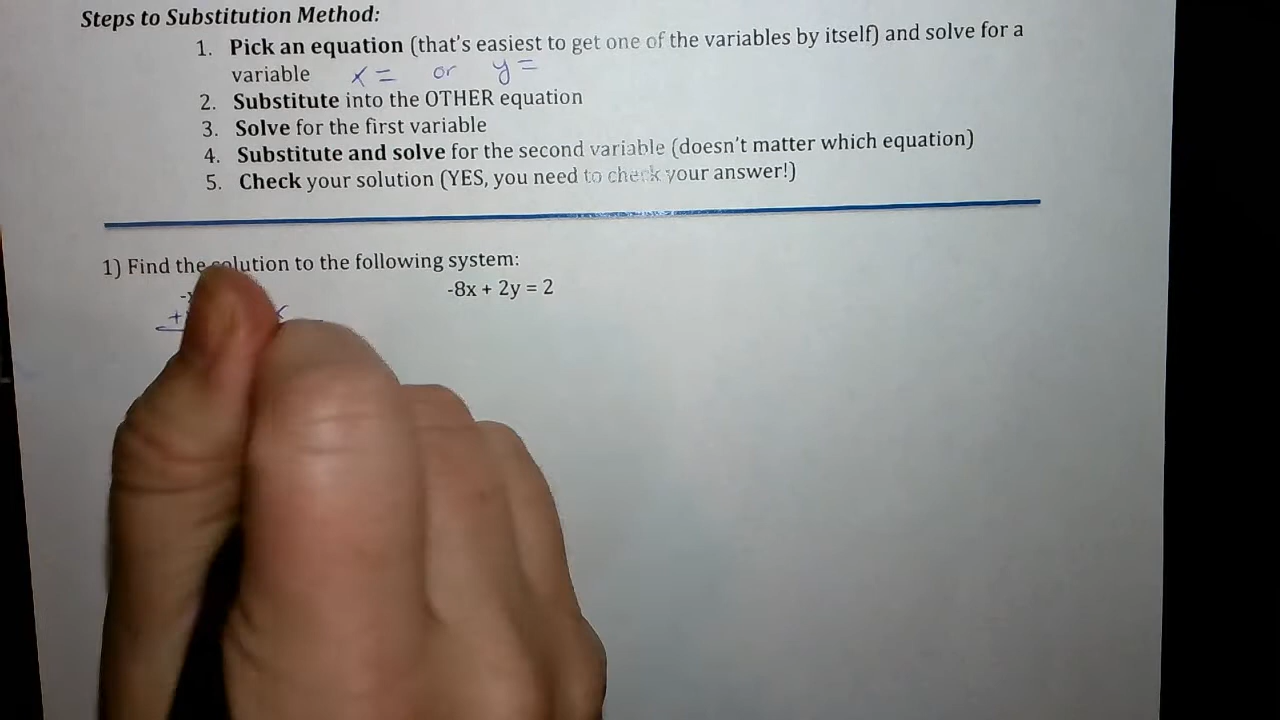 Steps to Substitution Method:
1. Pick an equation (that's easiest to get one of the variables by itself) and solve for a
variable x = or y =
2. Substitute into the OTHER equation
3. Solve for the first variable
4. Substitute and solve for the second variable (doesn't matter which equation)
5. Check your solution (YES, you need to check your answer!)
1) Find the solution to the following system:
-8x + 2y = 2
+ x